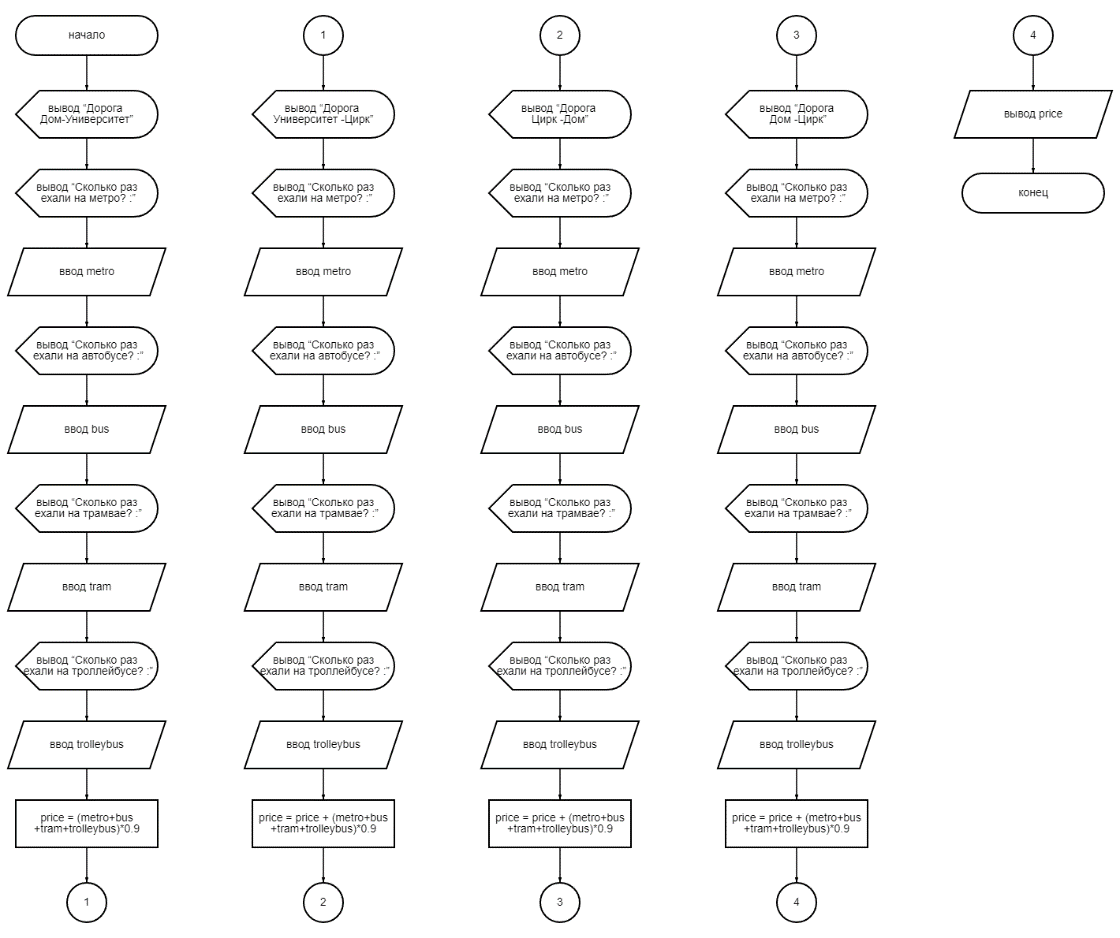 начало
вывод “Дорога
Дом-Университет”
вывод “Сколько раз
ехали на метро? :”
ввод metro
вывод “Сколько раз
ехали на автобусе? :”
ввод bus
вывод “Сколько раз
ехали на трамвае? :”
ввод tram
вывод “Сколько раз
ехали на троллейбусе? :”
ввод trolleybus
price = (metro+bus
+tram+trolleybus)*0.9
1
1
вывод “Дорога
Университет -Цирк”
вывод “Сколько раз
ехали на метро? :”
ввод metro
вывод “Сколько раз
ехали на автобусе? :”
ввод bus
вывод “Сколько раз
ехали на трамвае? :”
ввод tram
вывод “Сколько раз
ехали на троллейбусе? :”
ввод trolleybus
price = price + (metro+bus
+tram+trolleybus)*0.9
2
2
вывод “Дорога
Цирк -Дом”
вывод “Сколько раз
ехали на метро? :”
ввод metro
вывод “Сколько раз
ехали на автобусе? :”
ввод bus
вывод “Сколько раз
ехали на трамвае? :”
ввод tram
вывод “Сколько раз
ехали на троллейбусе? :”
ввод trolleybus
price = price + (metro+bus
+tram+trolleybus)*0.9
3
3
вывод “Дорога
Дом -Цирк”
вывод “Сколько раз
ехали на метро? :”
ввод metro
вывод “Сколько раз
ехали на автобусе? :”
ввод bus
вывод “Сколько раз
ехали на трамвае? :”
ввод tram
вывод “Сколько раз
ехали на троллейбусе? :”
ввод trolleybus
price = price + (metro+bus
+tram+trolleybus)*0.9
4
4
вывод price
конец